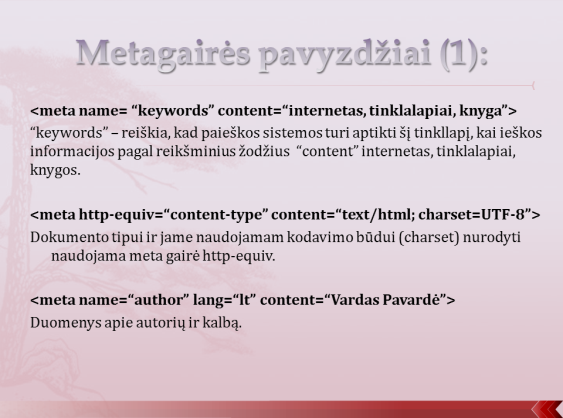 Metagairės pavyzdžiai (1):
<meta name= “keywords” content=“internetas, tinklalapiai, knyga”>
“keywords” – reiškia, kad paieškos sistemos turi aptikti šį tinkllapį, kai ieškos
informacijos pagal reikšminius žodžius “content” internetas, tinklalapiai,
knygos.
<meta http-equiv=“content-type” content=“text/html; charset=UTF-8”>
Dokumento tipui ir jame naudojamam kodavimo būdui (charset) nurodyti
naudojama meta gairė http-equiv.
<meta name=“author” lang=“lt” content=“Vardas Pavardė”>
Duomenys apie autorių ir kalbą.